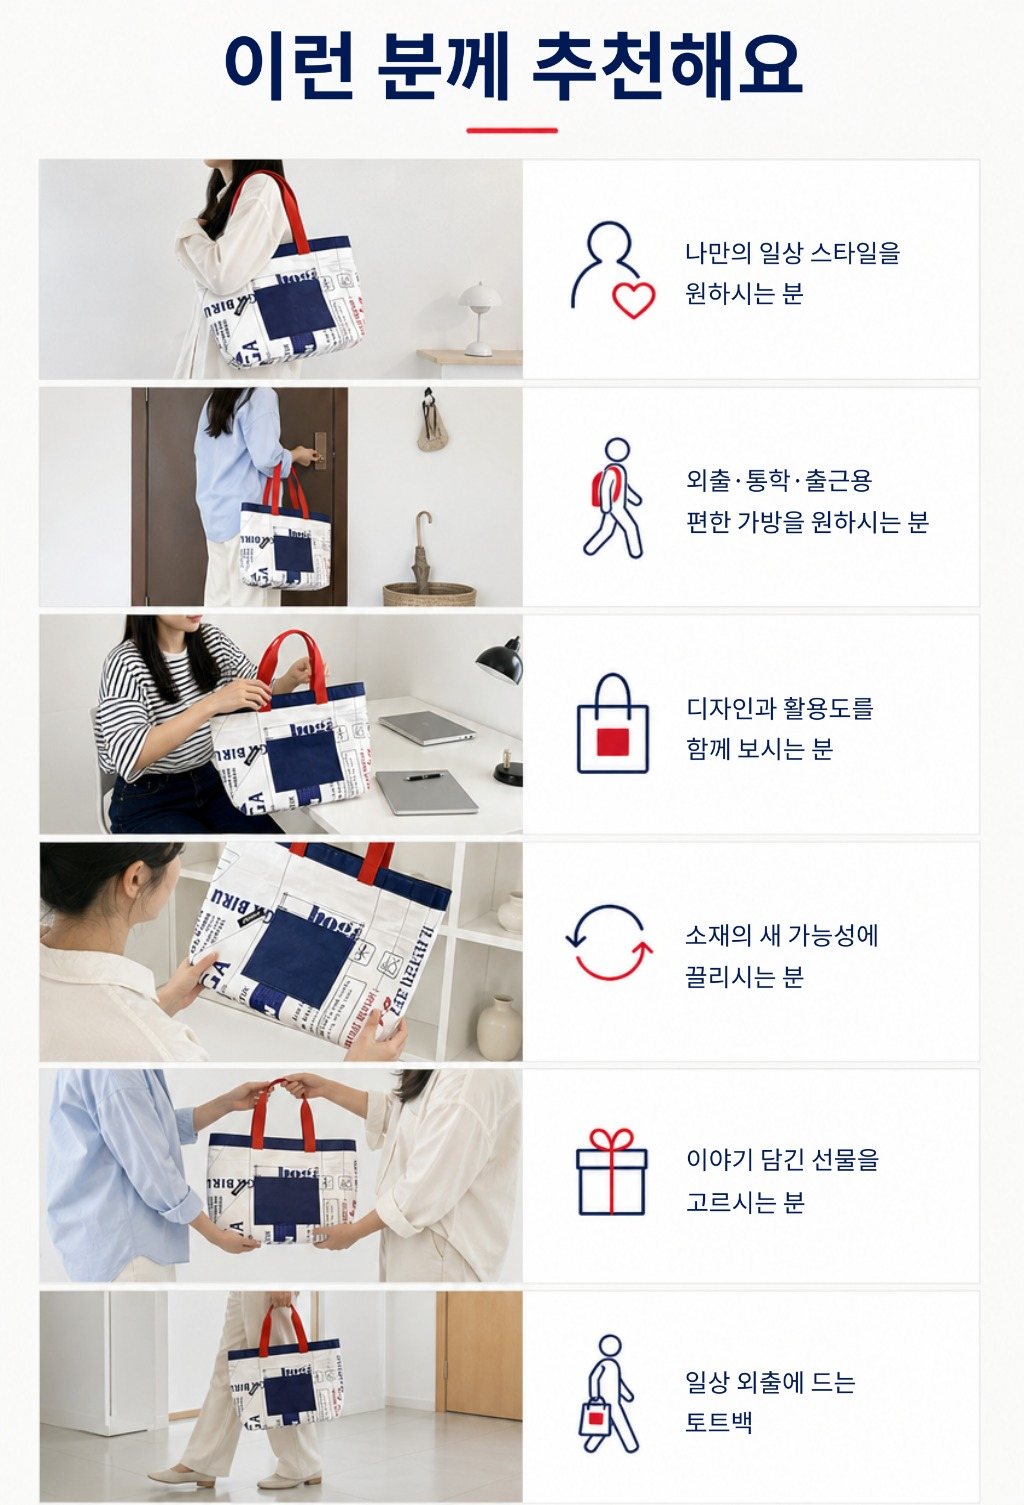 이런 분께 추천해요
나만의 일상 스타일을
원하시는 분
외출·통학·출근용
편한 가방을 원하시는 분
디자인과 활용도를
함께 보시는 분
소재의 새 가능성에
끌리시는 분
이야기 담긴 선물을
고르시는 분
일상 외출에 드는
토트백